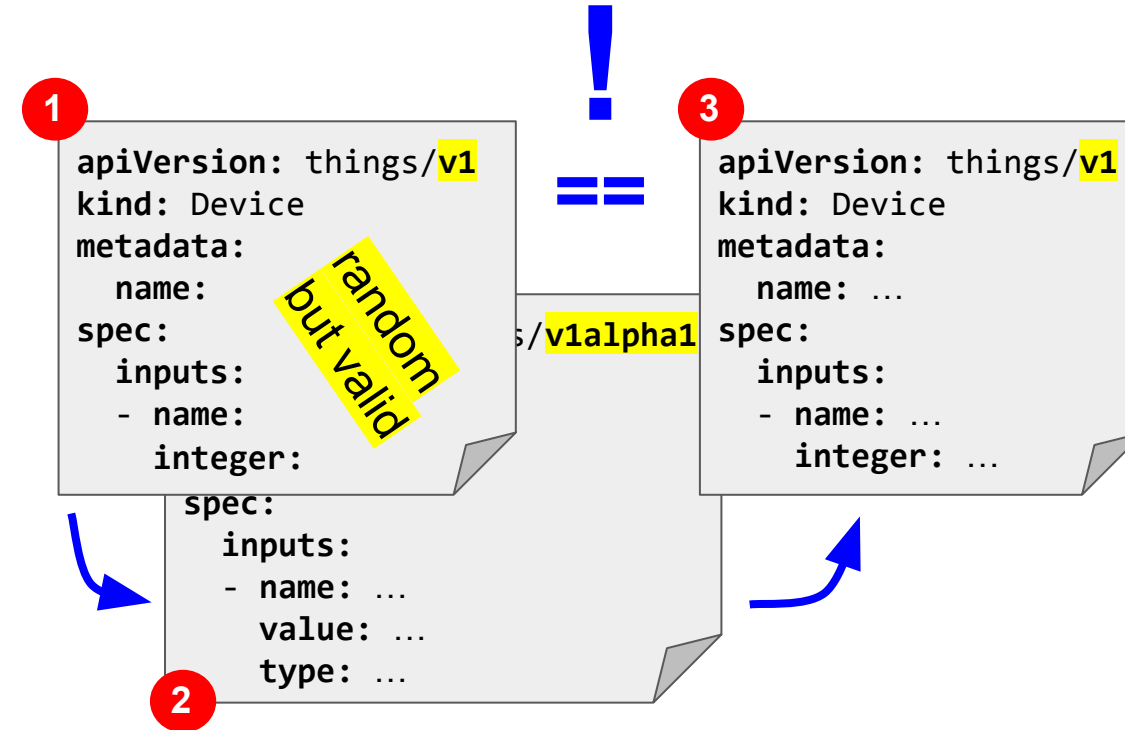 !
==
1
apiVersion: things/v1
kind: Device
metadata:
  name:
spec:
  inputs:
  - name:
    integer:
random
but valid
s/v1alpha1
spec:
  inputs:
  - name: …
    value: …
    type: …
2
3
apiVersion: things/v1
kind: Device
metadata:
  name: …
spec:
  inputs:
  - name: …
    integer: …